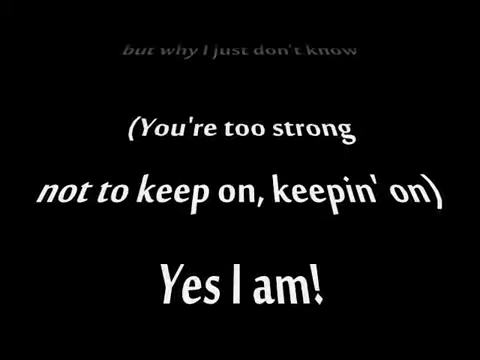 but why I just don't know
(You're too strong
not to keep on, keepin' on)
Yes I am!